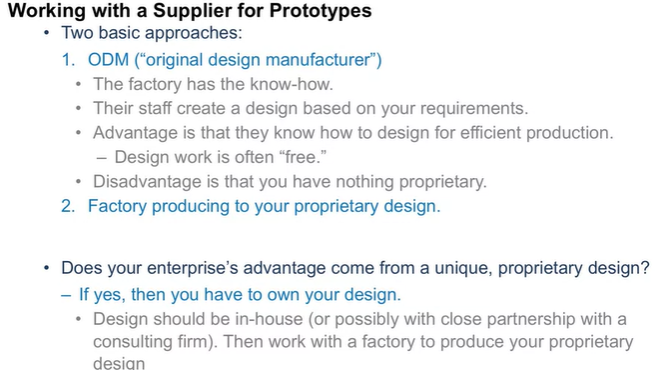 Working with a Supplier for Prototypes
• Two basic approaches:
1. ODM (“original design manufacturer”)
• The factory has the know-how.
• Their staff create a design based on your requirements.
• Advantage is that they know how to design for efficient production.
– Design work is often “free.”
• Disadvantage is that you have nothing proprietary.
2. Factory producing to your proprietary design.
• Does your enterprise’s advantage come from a unique, proprietary design?
– If yes, then you have to own your design.
• Design should be in-house (or possibly with close partnership with a
consulting firm). Then work with a factory to produce your proprietary
design